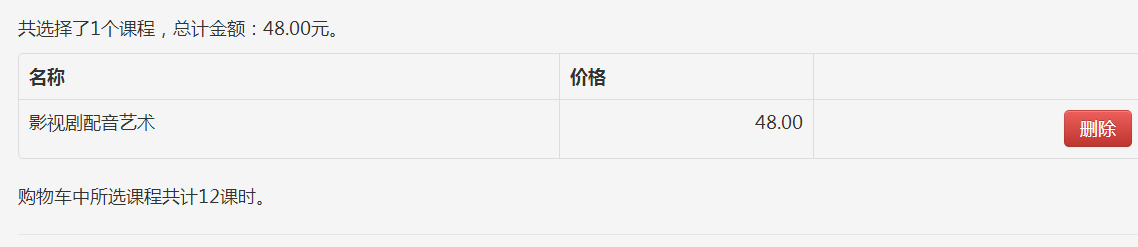 共选择了1个课程，总计金额：48.00元。
名称 价格
影视剧配音艺术 48.00 删除
购物车中所选课程共计12课时。